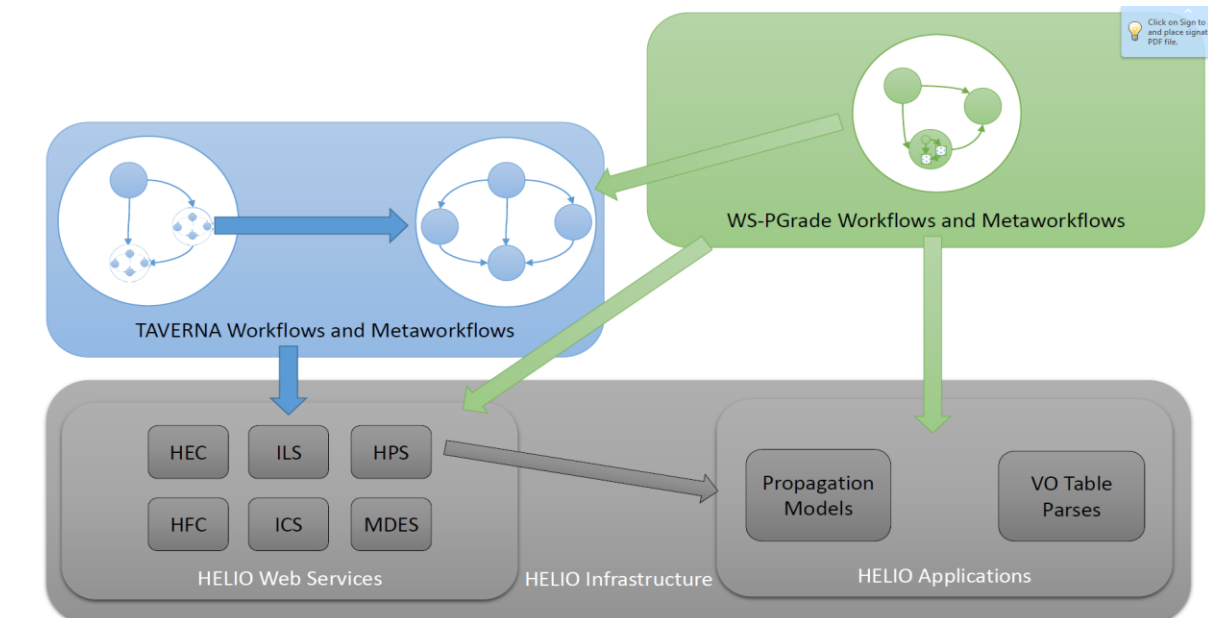 Click on Sign to
and place signat
PDF file.
WS-PGrade Workflows and Metaworkflows
TAVERNA Workflows and Metaworkflows
HEC
ILS
HPS
HFC
ICS
MDES
HELIO Web Services
HELIO Infrastructure
Propagation
Models
VO Table
Parses
HELIO Applications